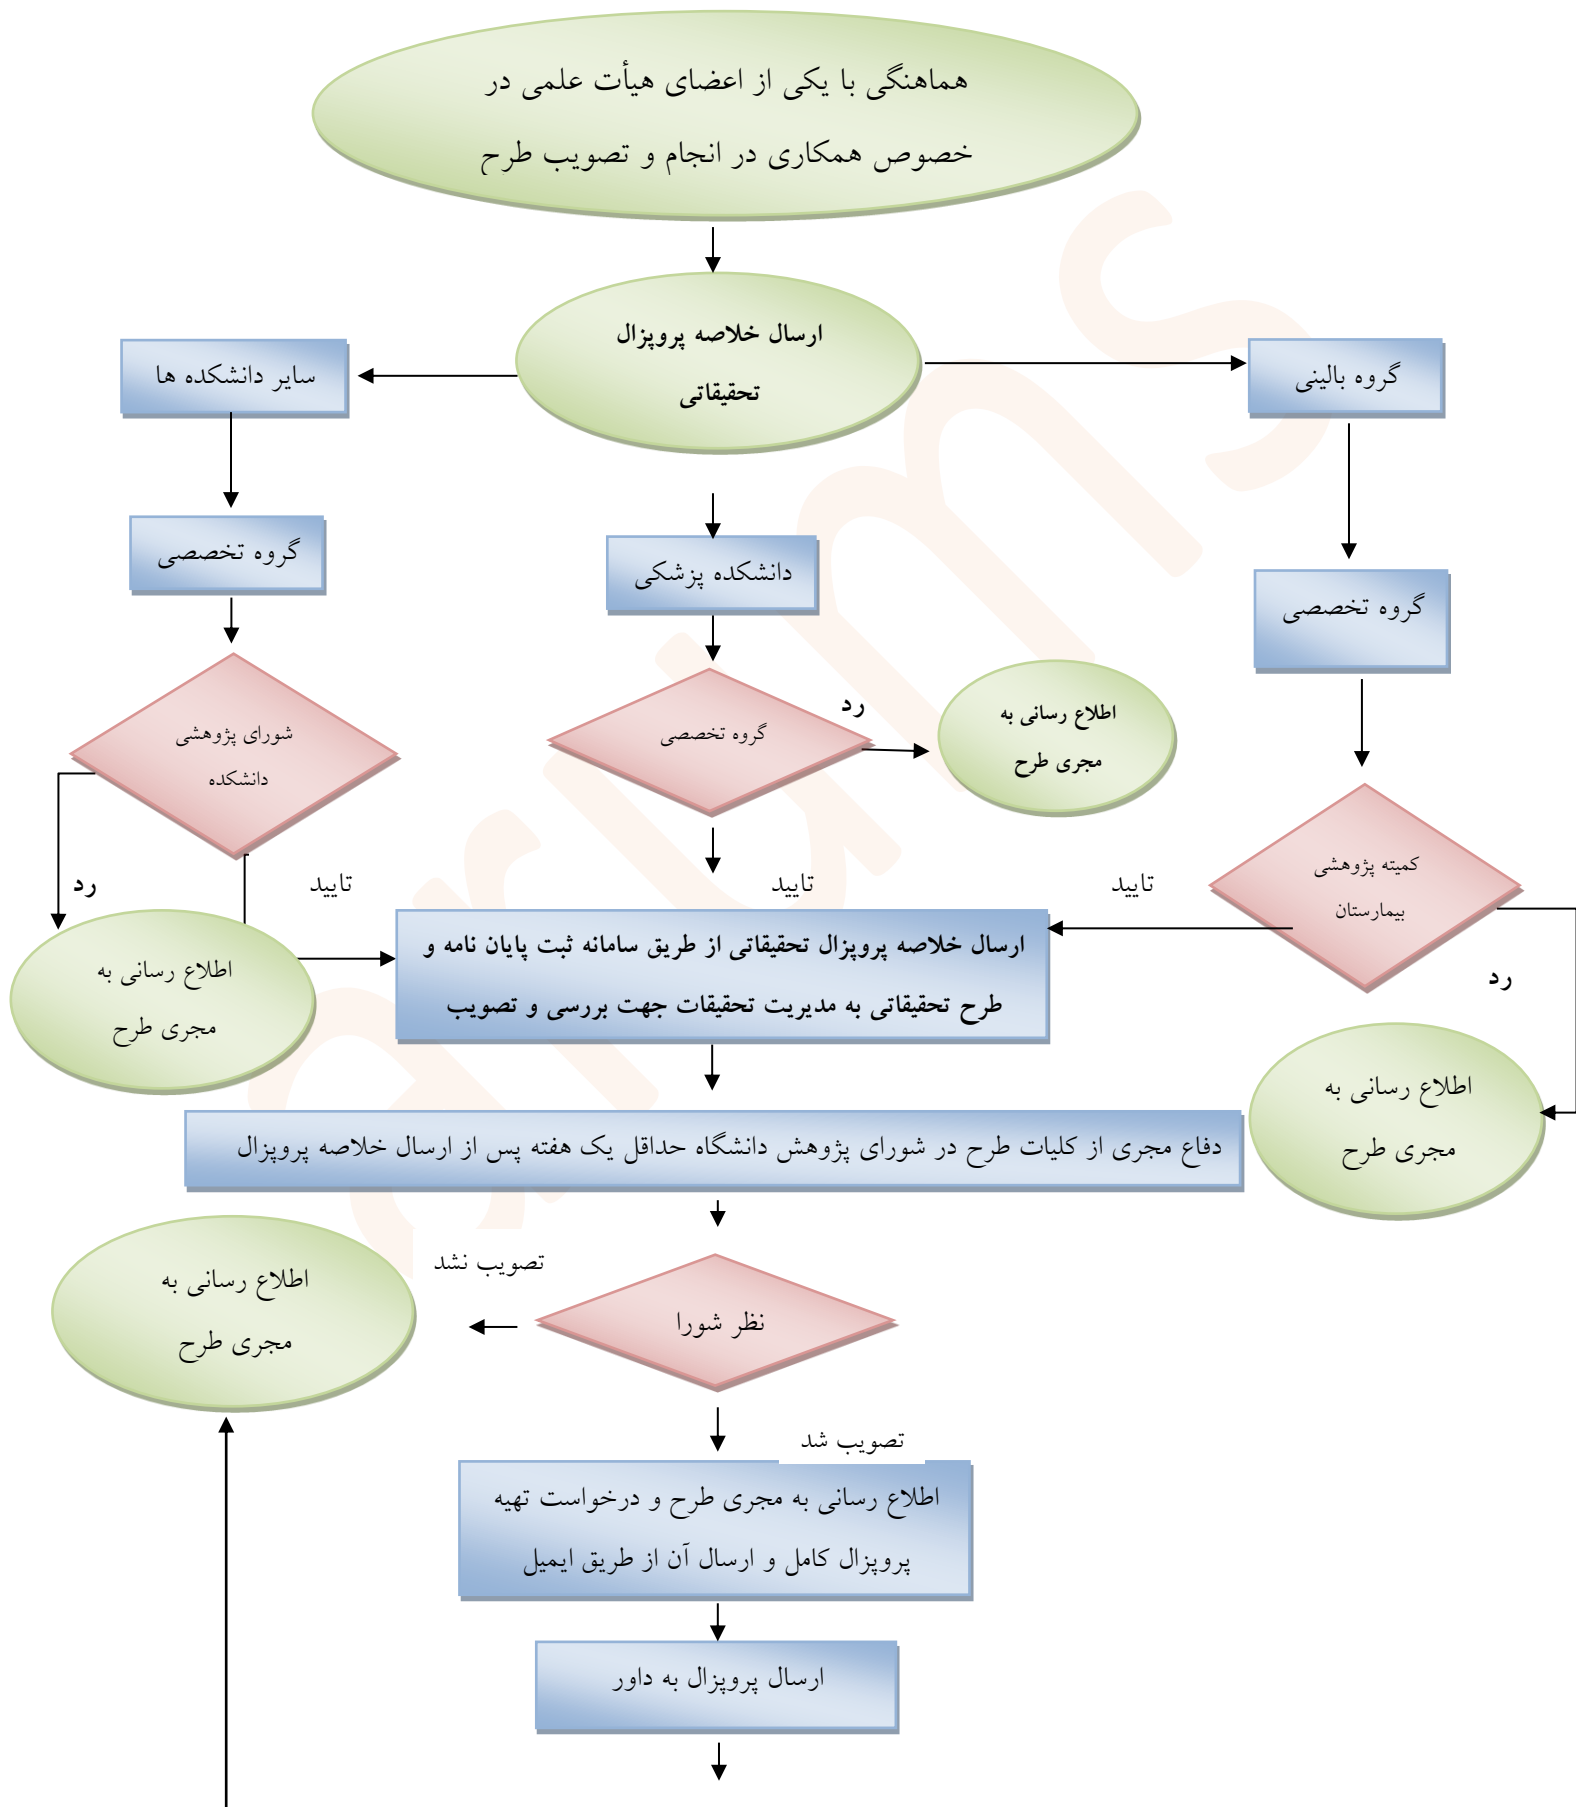 هماهنگی با یکی از اعضای هیأت علمی در
خصوص همکاری در انجام و تصویب طرح
ارسال خلاصه پروپزال
تحقیقاتی
گروه بالینی
سایر دانشکده ها
گروه تخصصی
دانشکده پزشکی
گروه تخصصی
گروه تخصصی
رد
اطلاع رسانی به
مجری طرح
شورای پژوهشی
دانشکده
کمیته پژوهشی
بیمارستان
تایید
تایید
تایید
رد
رد
ارسال خلاصه پروپزال تحقیقاتی از طریق سامانه ثبت پایان نامه و
طرح تحقیقاتی به مدیریت تحقیقات جهت بررسی و تصویب
اطلاع رسانی به
مجری طرح
اطلاع رسانی به
مجری طرح
دفاع مجری از کلیات طرح در شورای پژوهش دانشگاه حداقل یک هفته پس از ارسال خلاصه پروپزال
تصویب نشد
نظر شورا
اطلاع رسانی به
مجری طرح
تصویب شد
اطلاع رسانی به مجری طرح و درخواست تهیه
پروپزال کامل و ارسال آن از طریق ایمیل
ارسال پروپزال به داور
arums